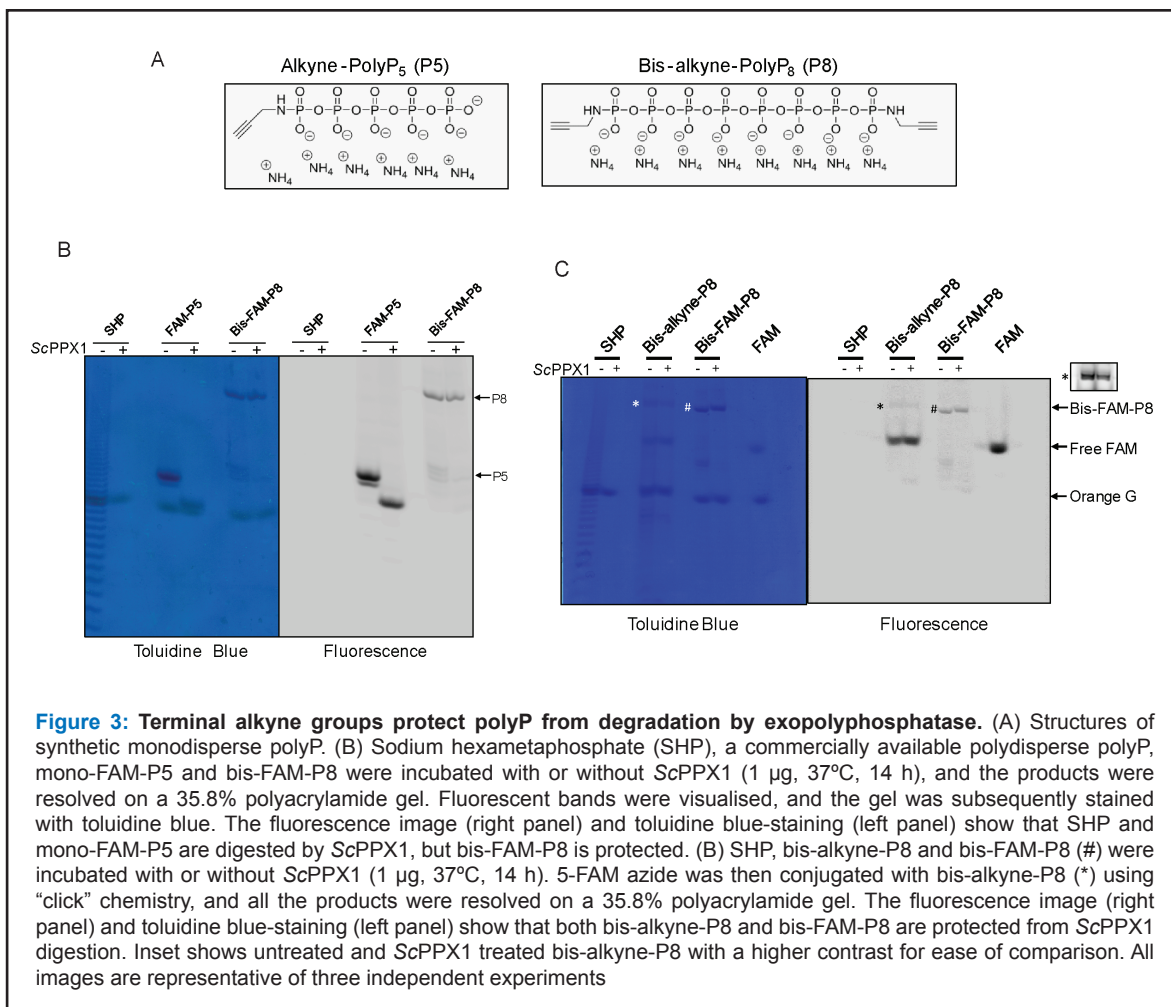 A
Alkyne-PolyP5 (P5)
Bis-alkyne-PolyP8 (P8)
H
N
O O O O O
P O P O P O P O P O⊖
O O O O O
⊖ ⊖ ⊖ ⊖ ⊖
⊕ ⊕ ⊕ ⊕ ⊕ ⊕
NH4 NH4 NH4 NH4 NH4 NH4
O O O O O O O O
HN P O P O P O P O P O P O P O P NH
O O O O O O O O
⊖ ⊖ ⊖ ⊖ ⊖ ⊖ ⊖ ⊖
⊕ ⊕ ⊕ ⊕ ⊕ ⊕ ⊕ ⊕
NH4 NH4 NH4 NH4 NH4 NH4 NH4 NH4
B
SHP FAM-P5 Bis-FAM-P8 SHP FAM-P5 Bis-FAM-P8
ScPPX1 - + - + - + - + - + - +
P8
P5
Toluidine Blue Fluorescence
C
SHP Bis-alkyne-P8 Bis-FAM-P8 FAM SHP Bis-alkyne-P8 Bis-FAM-P8 FAM
ScPPX1 - + - + - + - + - + - +
*
* # * # Bis-FAM-P8
Free FAM
Orange G
Toluidine Blue Fluorescence
Figure 3: Terminal alkyne groups protect polyP from degradation by exopolyphosphatase. (A) Structures of
synthetic monodisperse polyP. (B) Sodium hexametaphosphate (SHP), a commercially available polydisperse polyP,
mono-FAM-P5 and bis-FAM-P8 were incubated with or without ScPPX1 (1 µg, 37ºC, 14 h), and the products were
resolved on a 35.8% polyacrylamide gel. Fluorescent bands were visualised, and the gel was subsequently stained
with toluidine blue. The fluorescence image (right panel) and toluidine blue-staining (left panel) show that SHP and
mono-FAM-P5 are digested by ScPPX1, but bis-FAM-P8 is protected. (B) SHP, bis-alkyne-P8 and bis-FAM-P8 (#) were
incubated with or without ScPPX1 (1 µg, 37ºC, 14 h). 5-FAM azide was then conjugated with bis-alkyne-P8 (*) using
“click” chemistry, and all the products were resolved on a 35.8% polyacrylamide gel. The fluorescence image (right
panel) and toluidine blue-staining (left panel) show that both bis-alkyne-P8 and bis-FAM-P8 are protected from ScPPX1
digestion. Inset shows untreated and ScPPX1 treated bis-alkyne-P8 with a higher contrast for ease of comparison. All
images are representative of three independent experiments